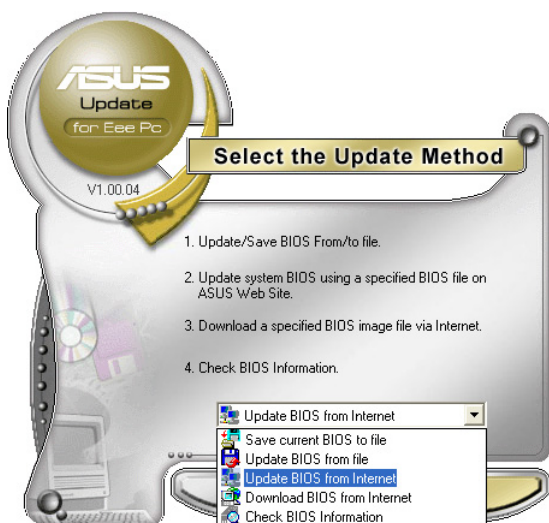 ASUS
Update
for Eee Pc
V1.00.04
Select the Update Method
1. Update/Save BIOS From/to file.
2. Update system BIOS using a specified BIOS file on
ASUS Web Site.
3. Download a specified BIOS image file via Internet.
4. Check BIOS Information.
Update BIOS from Internet
Save current BIOS to file
Update BIOS from file
Update BIOS from Internet
Download BIOS from Internet
Check BIOS Information